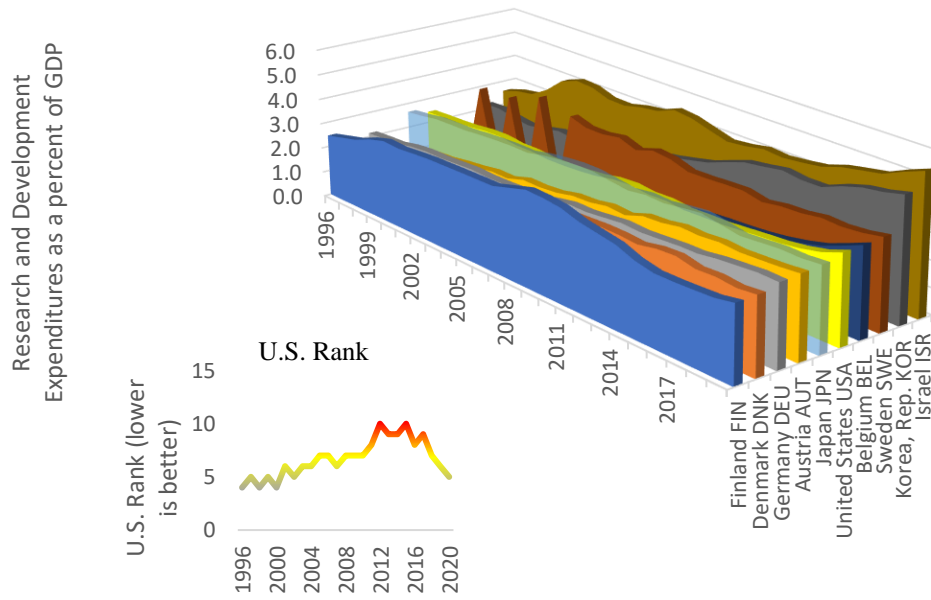 Research and Development
Expenditures as a percent of GDP
6.0
5.0
4.0
3.0
2.0
1.0
0.0
1996
1999
2002
2005
2008
2011
2014
2017
Finland FIN
Denmark DNK
Germany DEU
Austria AUT
Japan JPN
United States USA
Belgium BEL
Sweden SWE
Korea, Rep. KOR
Israel ISR
U.S. Rank
U.S. Rank (lower
is better)
15
10
5
0
1996
2000
2004
2008
2012
2016
2020